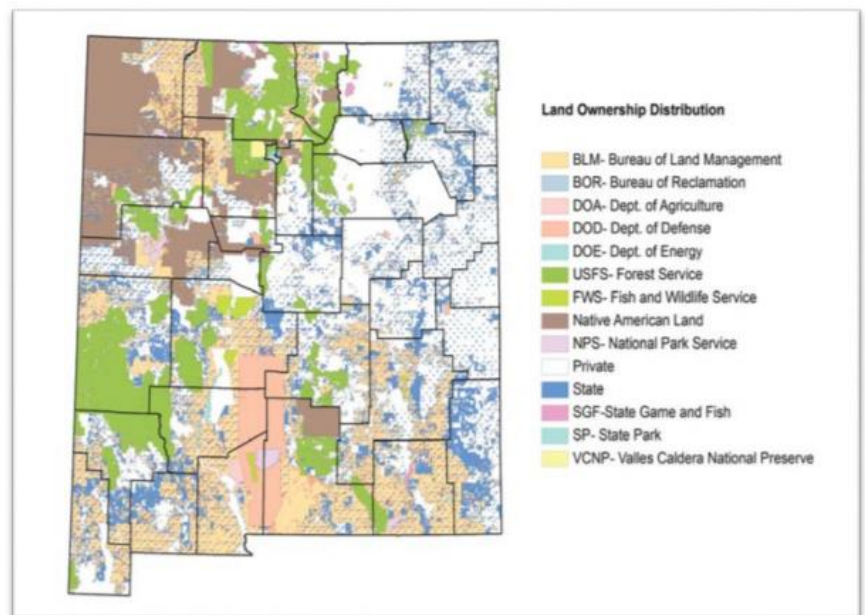 Land Ownership Distribution
BLM- Bureau of Land Management
BOR- Bureau of Reclamation
DOA- Dept. of Agriculture
DOD- Dept. of Defense
DOE- Dept. of Energy
USFS- Forest Service
FWS- Fish and Wildlife Service
Native American Land
NPS- National Park Service
Private
State
SGF-State Game and Fish
SP- State Park
VCNP- Valles Caldera National Preserve